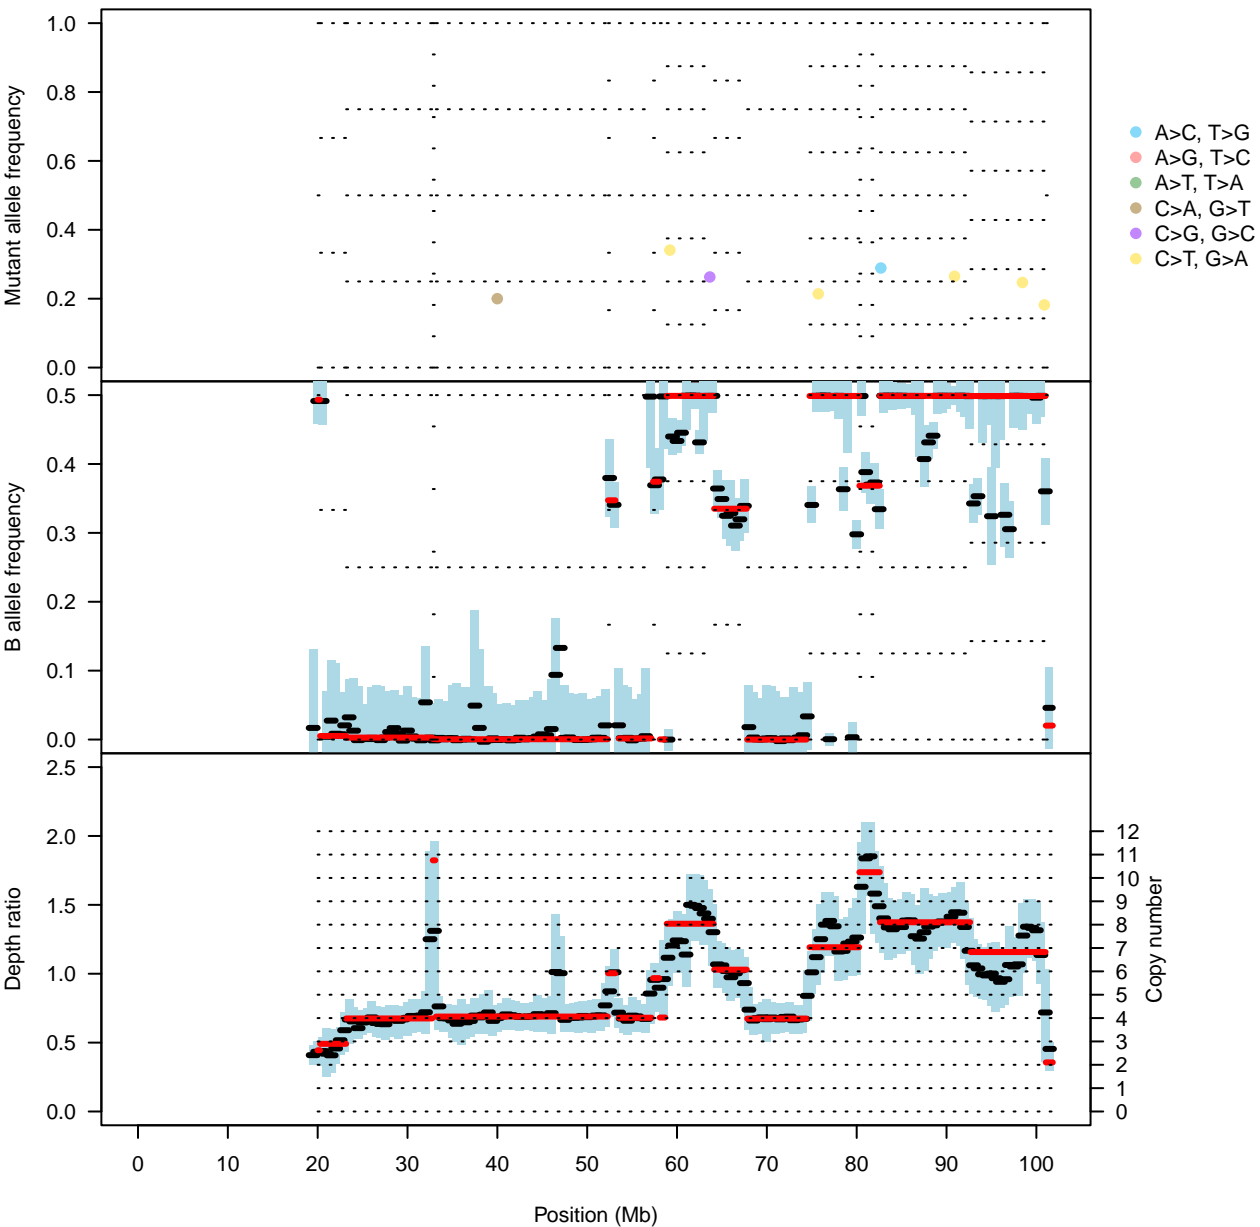 Mutant allele frequency
1.0
0.8
0.6
0.4
0.2
0.0
A>C, T>G
A>G, T>C
A>T, T>A
C>A, G>T
C>G, G>C
C>T, G>A
B allele frequency
0.5
0.4
0.3
0.2
0.1
0.0
Depth ratio
2.5
2.0
1.5
1.0
0.5
0.0
12
11
10
9
8
7
6
5
4
3
2
1
0
Copy number
0 10 20 30 40 50 60 70 80 90 100
Position (Mb)